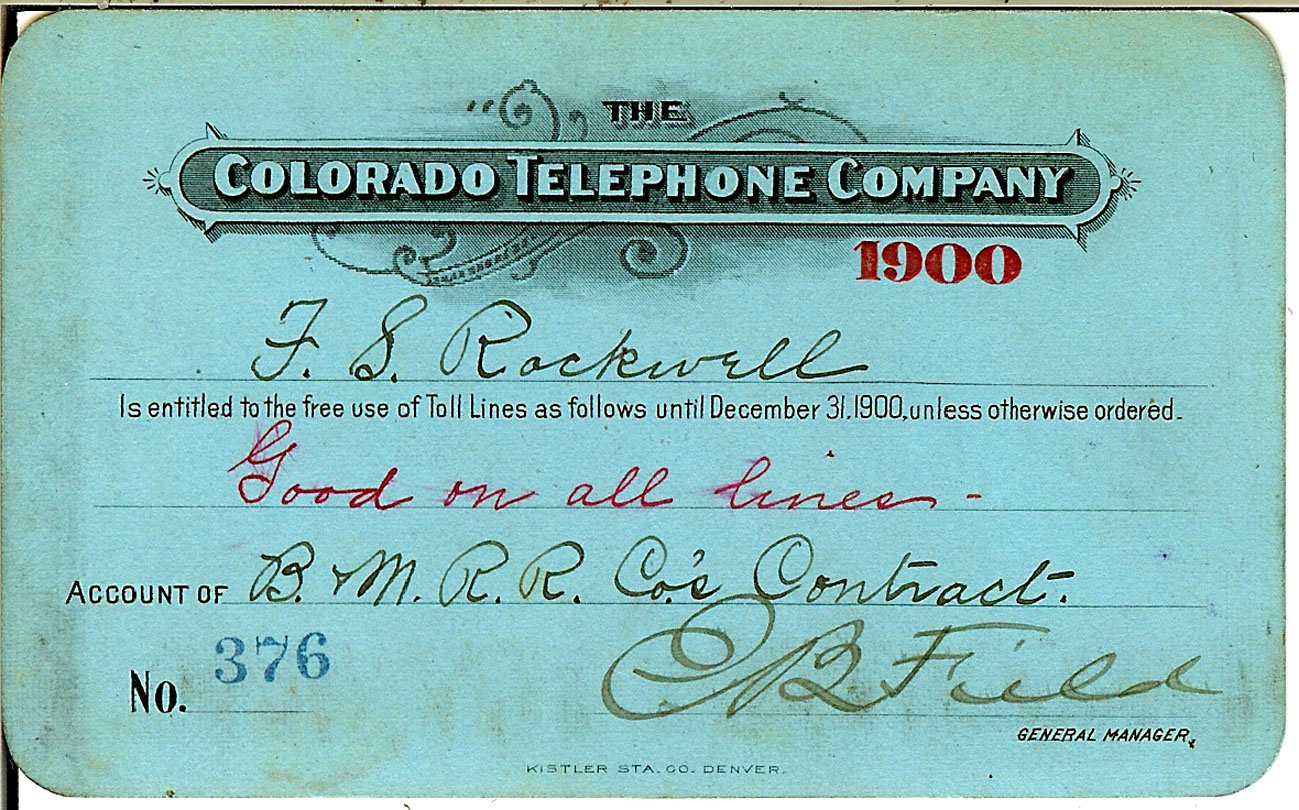 THE
COLORADO TELEPHONE COMPANY
1900
F. S. Rockwell
Is entitled to the free use of Toll Lines as follows until December 31, 1900, unless otherwise ordered.
Good on all lines -
ACCOUNT OF B. & M. R. R. Co.'s Contract.
No. 376
C B Field
GENERAL MANAGER.
KISTLER STA. CO. DENVER.